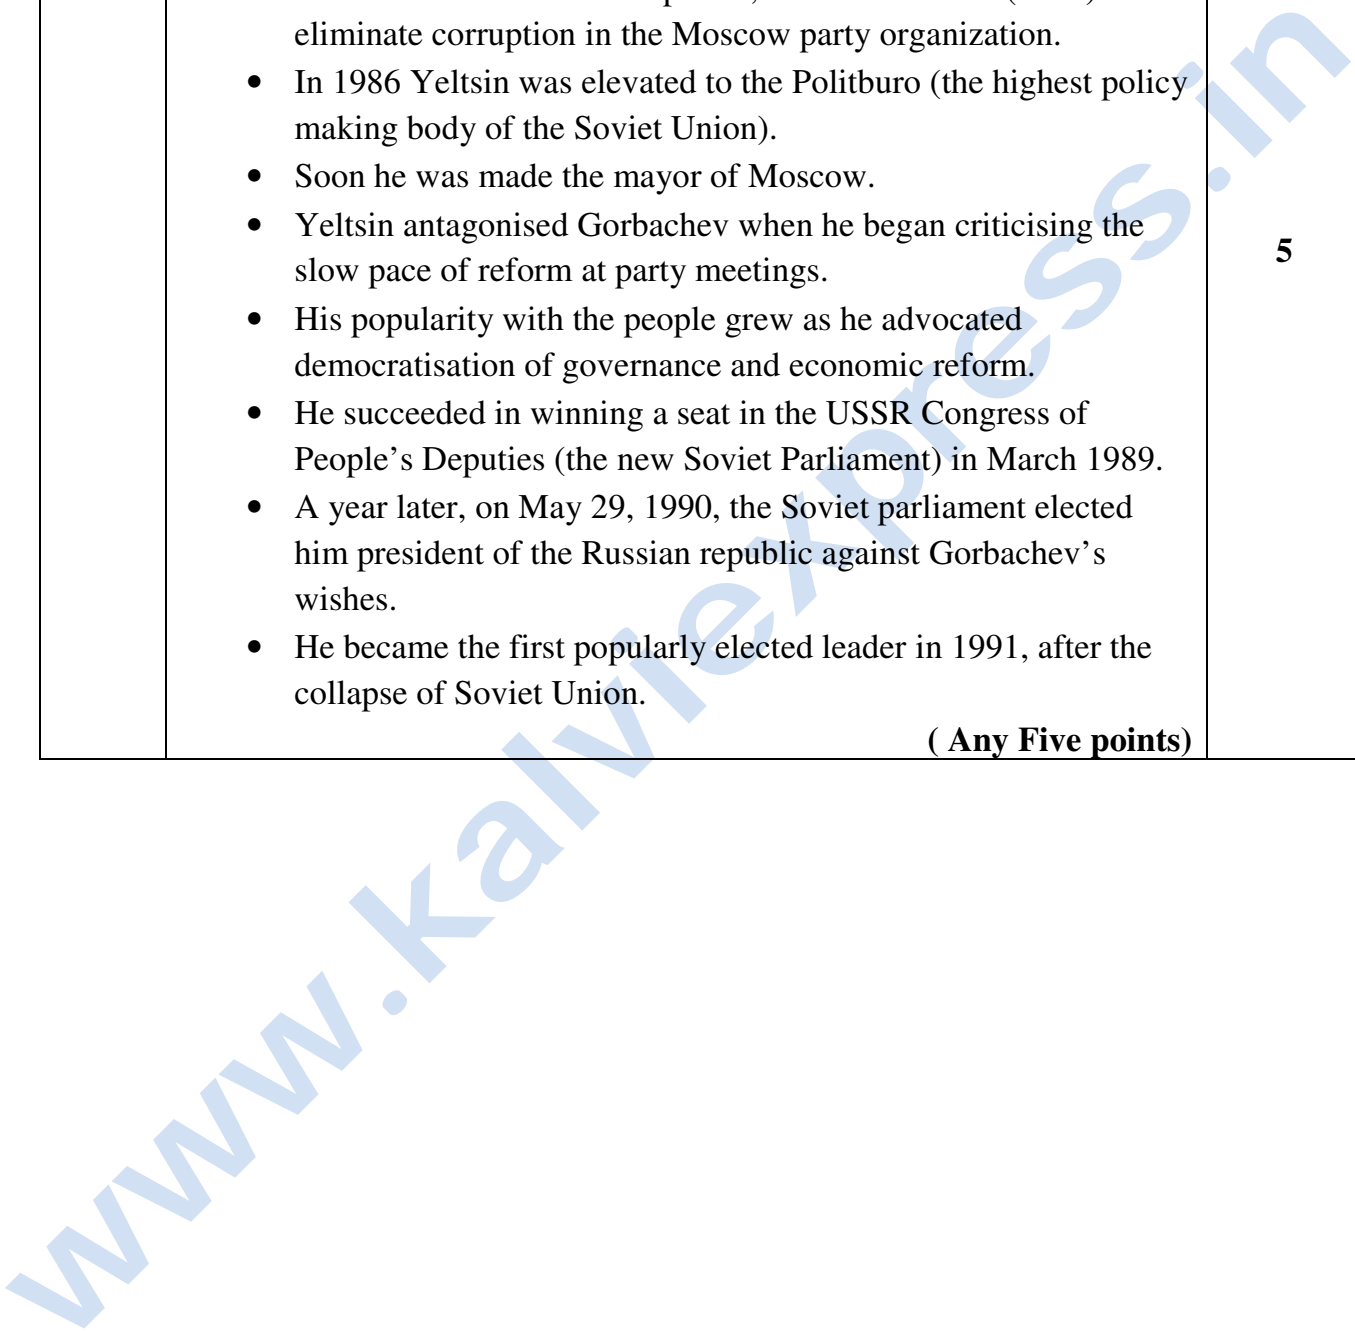 eliminate corruption in the Moscow party organization.
• In 1986 Yeltsin was elevated to the Politburo (the highest policy
making body of the Soviet Union).
• Soon he was made the mayor of Moscow.
• Yeltsin antagonised Gorbachev when he began criticising the
slow pace of reform at party meetings.
5
• His popularity with the people grew as he advocated
democratisation of governance and economic reform.
• He succeeded in winning a seat in the USSR Congress of
People's Deputies (the new Soviet Parliament) in March 1989.
• A year later, on May 29, 1990, the Soviet parliament elected
him president of the Russian republic against Gorbachev's
wishes.
• He became the first popularly elected leader in 1991, after the
collapse of Soviet Union.
( Any Five points)
www.kalviexpress.in